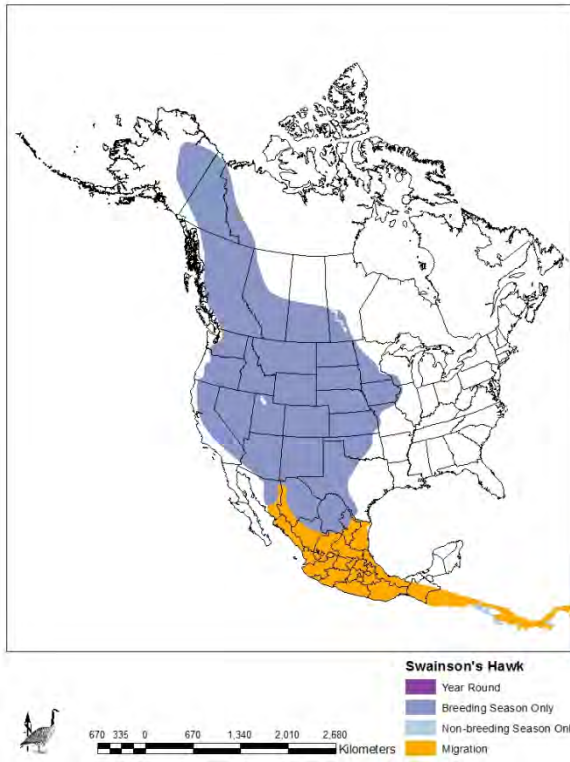 Swainson's Hawk
Year Round
Breeding Season Only
Non-breeding Season Onl
Migration
670 335 0 670 1,340 2,010 2,680
Kilometers